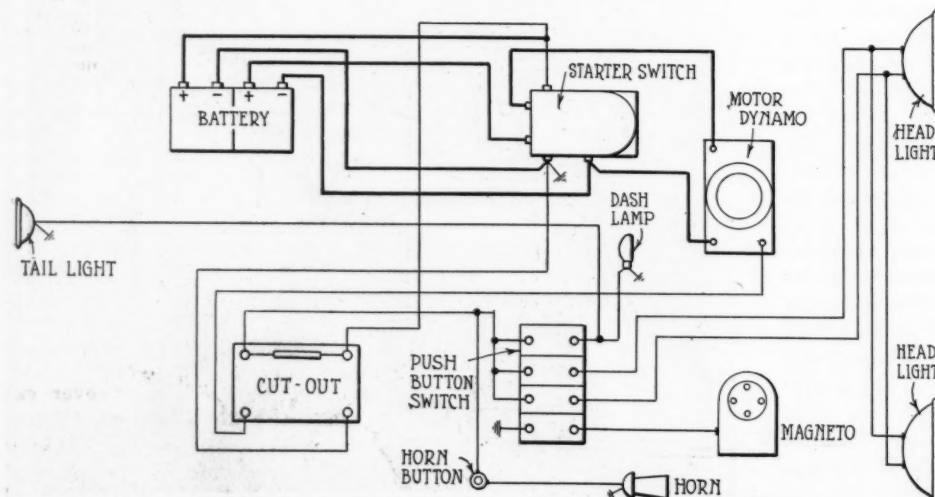 STARTER SWITCH
MOTOR
DYNAMO
+ - + -
BATTERY
HEAD
LIGHT
DASH
LAMP
TAIL LIGHT
CUT-OUT
PUSH
BUTTON
SWITCH
HEAD
LIGHT
MAGNETO
HORN
BUTTON
HORN